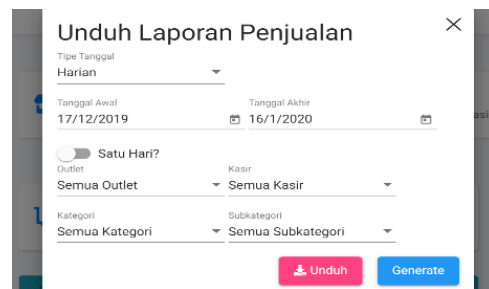 Unduh Laporan Penjualan
Tipe Tanggal
Harian
Tanggal Awal Tanggal Akhir
17/12/2019 16/1/2020
Satu Hari?
Outlet Kasir
Semua Outlet Semua Kasir
Kategori Subkategori
Semua Kategori Semua Subkategori
Unduh Generate